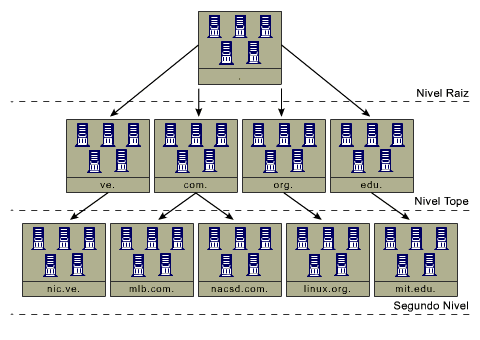 .
Nivel Raiz
ve.
com.
org.
edu.
Nivel Tope
nic.ve.
mlb.com.
nacsd.com.
linux.org.
mit.edu.
Segundo Nivel